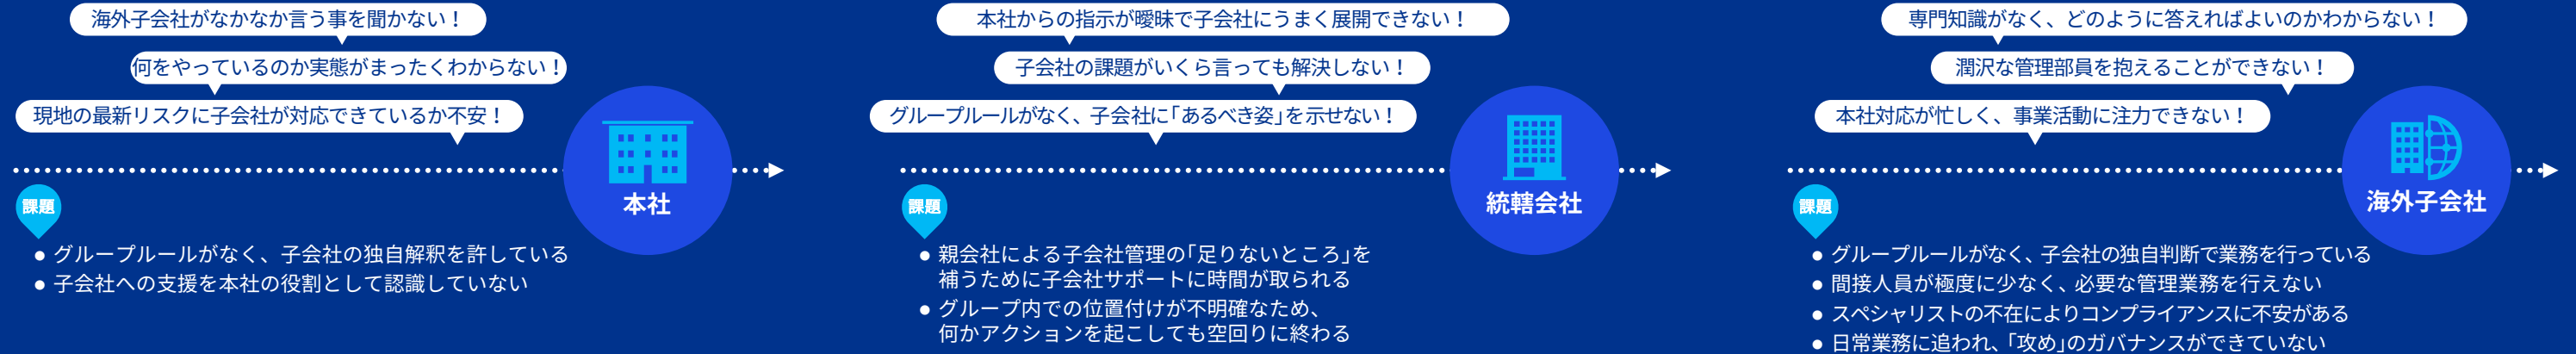 海外子会社がなかなか言う事を聞かない！
何をやっているのか実態がまったくわからない！
現地の最新リスクに子会社が対応できているか不安！
本社
課題
● グループルールがなく、子会社の独自解釈を許している
● 子会社への支援を本社の役割として認識していない
本社からの指示が曖昧で子会社にうまく展開できない！
子会社の課題がいくら言っても解決しない！
グループルールがなく、子会社に「あるべき姿」を示せない！
統轄会社
課題
● 親会社による子会社管理の「足りないところ」を
補うために子会社サポートに時間が取られる
● グループ内での位置付けが不明確なため、
何かアクションを起こしても空回りに終わる
専門知識がなく、どのように答えればよいのかわからない！
潤沢な管理部員を抱えることができない！
本社対応が忙しく、事業活動に注力できない！
海外子会社
課題
● グループルールがなく、子会社の独自判断で業務を行っている
● 間接人員が極度に少なく、必要な管理業務を行えない
● スペシャリストの不在によりコンプライアンスに不安がある
● 日常業務に追われ、「攻め」のガバナンスができていない